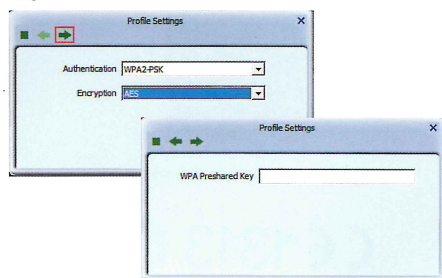 Profile Settings
Authentication WPA2-PSK
Encryption AES
Profile Settings
WPA Preshared Key